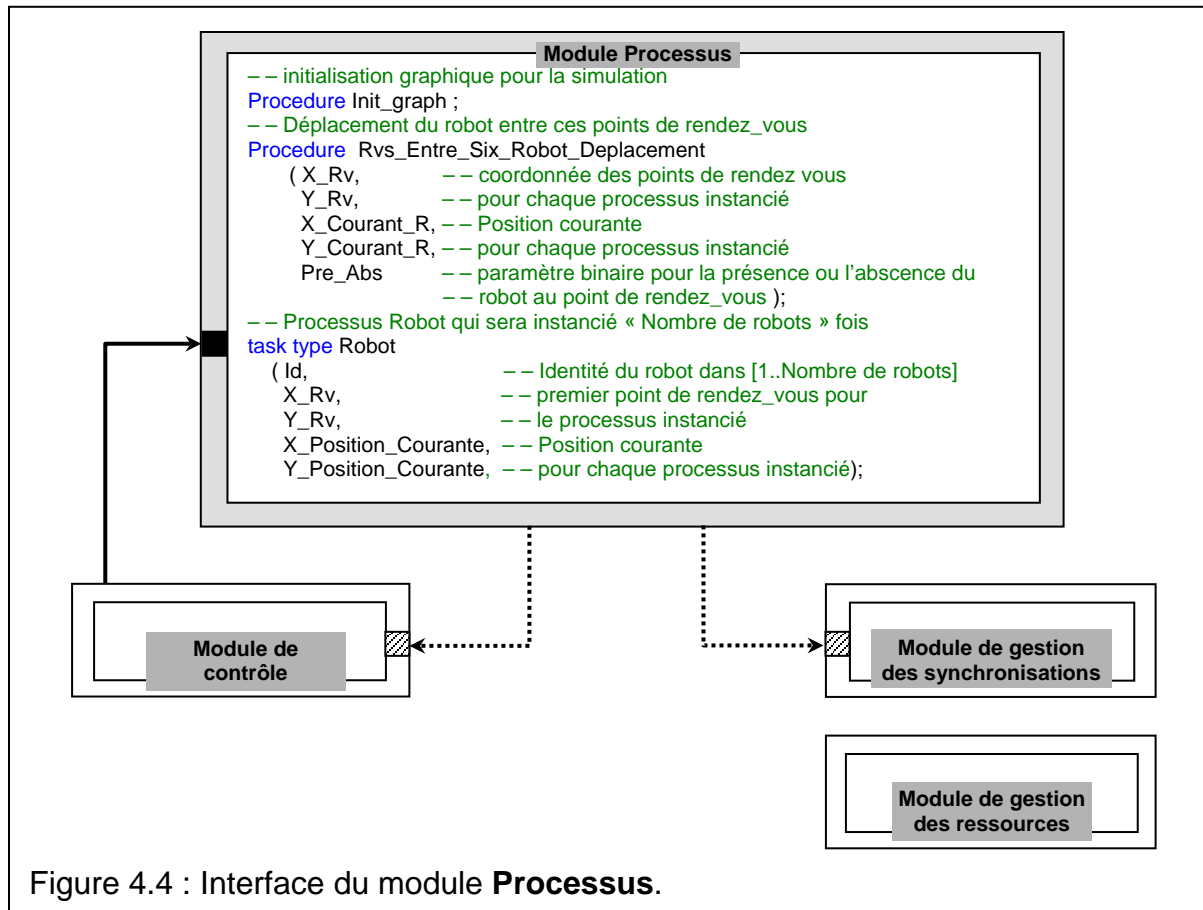 Module Processus
– – initialisation graphique pour la simulation
Procedure Init_graph ;
– – Déplacement du robot entre ces points de rendez_vous
Procedure Rvs_Entre_Six_Robot_Deplacement
( X_Rv, – – coordonnée des points de rendez vous
Y_Rv, – – pour chaque processus instancié
X_Courant_R, – – Position courante
Y_Courant_R, – – pour chaque processus instancié
Pre_Abs – – paramètre binaire pour la présence ou l'abscence du
– – robot au point de rendez_vous );
– – Processus Robot qui sera instancié « Nombre de robots » fois
task type Robot
( Id, – – Identité du robot dans [1..Nombre de robots]
X_Rv, – – premier point de rendez_vous pour
Y_Rv, – – le processus instancié
X_Position_Courante, – – Position courante
Y_Position_Courante, – – pour chaque processus instancié);
Module de
contrôle
Module de gestion
des synchronisations
Module de gestion
des ressources
Figure 4.4 : Interface du module Processus.